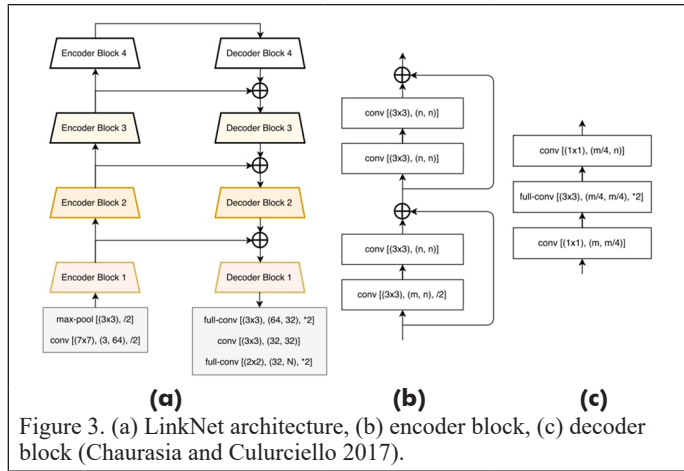 Encoder Block 4
Decoder Block 4
Encoder Block 3
Decoder Block 3
Encoder Block 2
Decoder Block 2
Encoder Block 1
Decoder Block 1
max-pool [(3x3), /2]
conv [(7x7), (3, 64), /2]
full-conv [(3x3), (64, 32), *2]
conv [(3x3), (32, 32)]
full-conv [(2x2), (32, N), *2]
(a)
conv [(3x3), (n, n)]
conv [(3x3), (n, n)]
conv [(3x3), (n, n)]
conv [(3x3), (m, n), /2]
(b)
conv [(1x1), (m/4, n)]
full-conv [(3x3), (m/4, m/4), *2]
conv [(1x1), (m, m/4)]
(c)
Figure 3. (a) LinkNet architecture, (b) encoder block, (c) decoder
block (Chaurasia and Culurciello 2017).